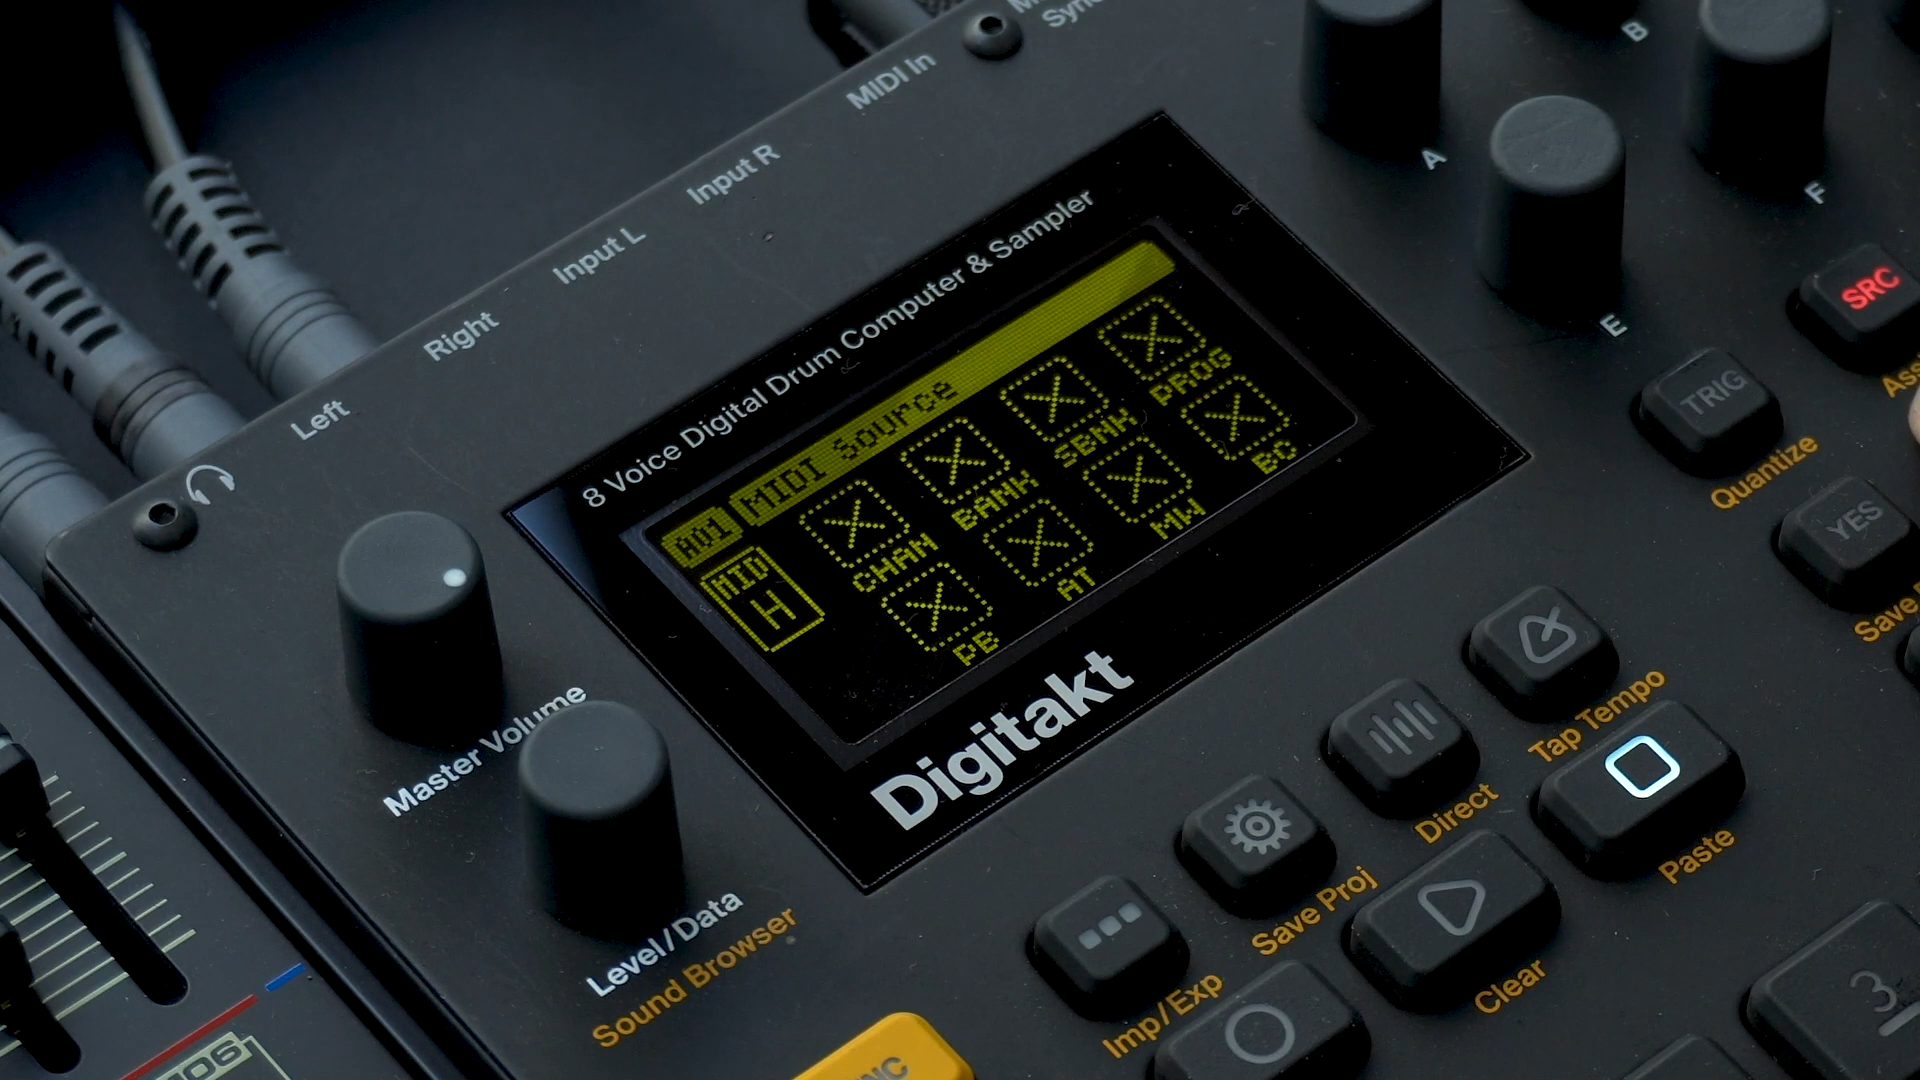 MIDI In
Input R
Input L
Right
Left
B
A
F
E
8 Voice Digital Drum Computer & Sampler
A01 MIDI Source
MID
H
CHAN
BANK
SBNK
PROG
PB
AT
MW
BC
Digitakt
Master Volume
Level/Data
Sound Browser
SRC
TRIG
Quantize
YES
Tap Tempo
Direct
Paste
Save Proj
Clear
Imp/Exp
3